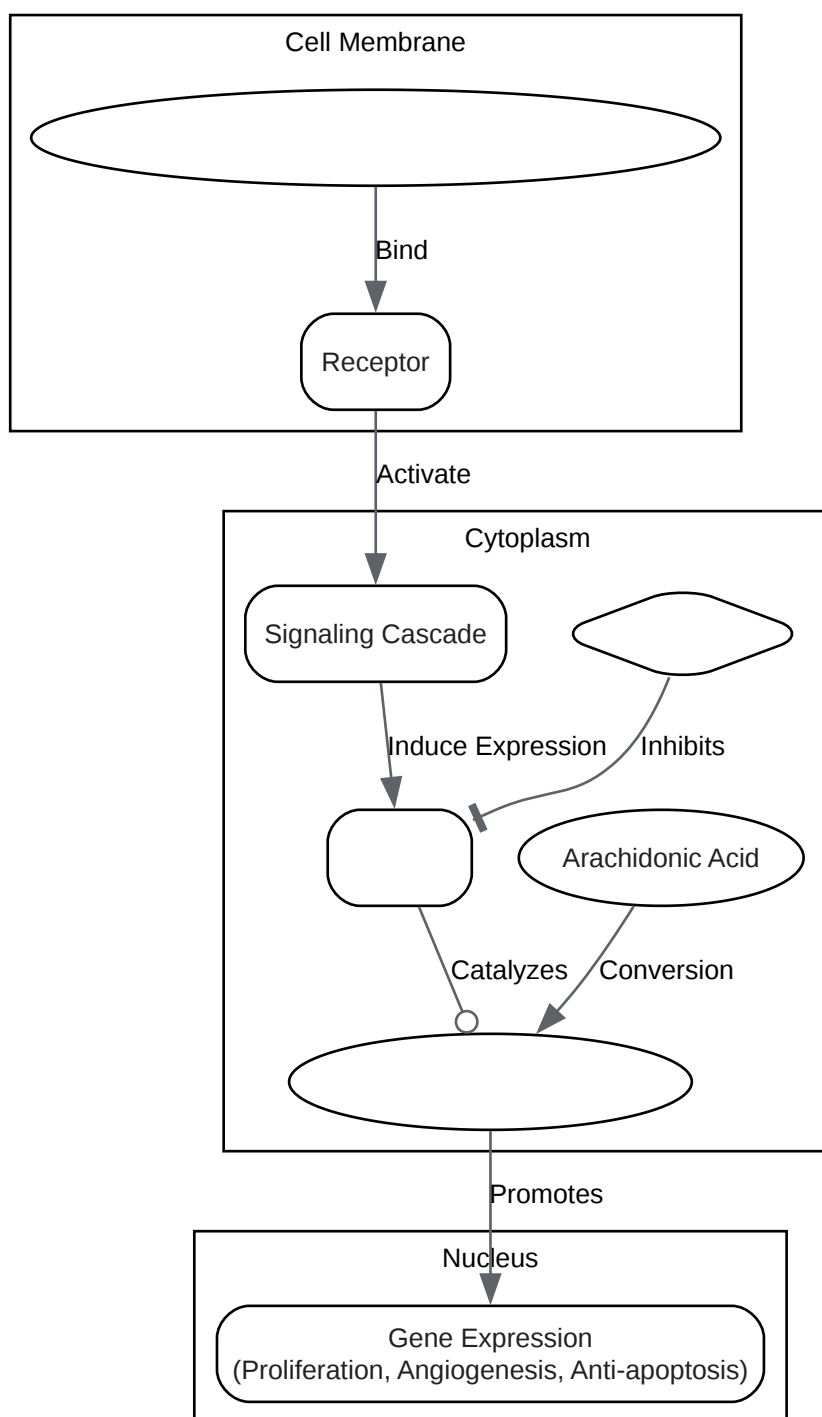 Cell Membrane
Bind
Receptor
Activate
Cytoplasm
Signaling Cascade
Induce Expression
Inhibits
Arachidonic Acid
Catalyzes
Conversion
Promotes
Nucleus
Gene Expression
(Proliferation, Angiogenesis, Anti-apoptosis)